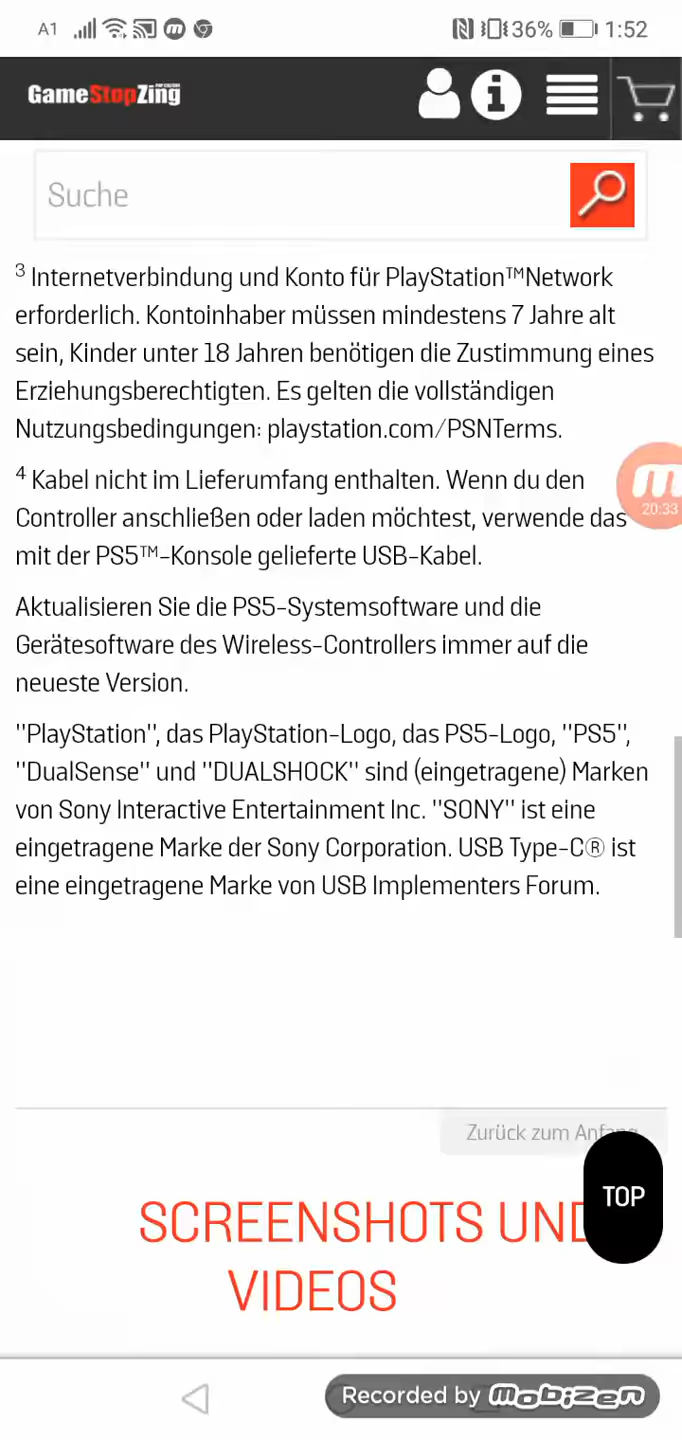 A1 36% 1:52
GameStopZing
Suche
³ Internetverbindung und Konto für PlayStation™Network
erforderlich. Kontoinhaber müssen mindestens 7 Jahre alt
sein, Kinder unter 18 Jahren benötigen die Zustimmung eines
Erziehungsberechtigten. Es gelten die vollständigen
Nutzungsbedingungen: playstation.com/PSNTerms.
⁴ Kabel nicht im Lieferumfang enthalten. Wenn du den
Controller anschließen oder laden möchtest, verwende das
20:33
mit der PS5™-Konsole gelieferte USB-Kabel.
Aktualisieren Sie die PS5-Systemsoftware und die
Gerätesoftware des Wireless-Controllers immer auf die
neueste Version.
"PlayStation", das PlayStation-Logo, das PS5-Logo, "PS5",
"DualSense" und "DUALSHOCK" sind (eingetragene) Marken
von Sony Interactive Entertainment Inc. "SONY" ist eine
eingetragene Marke der Sony Corporation. USB Type-C® ist
eine eingetragene Marke von USB Implementers Forum.
Zurück zum Anfang
TOP
SCREENSHOTS UND
VIDEOS
Recorded by mobizen